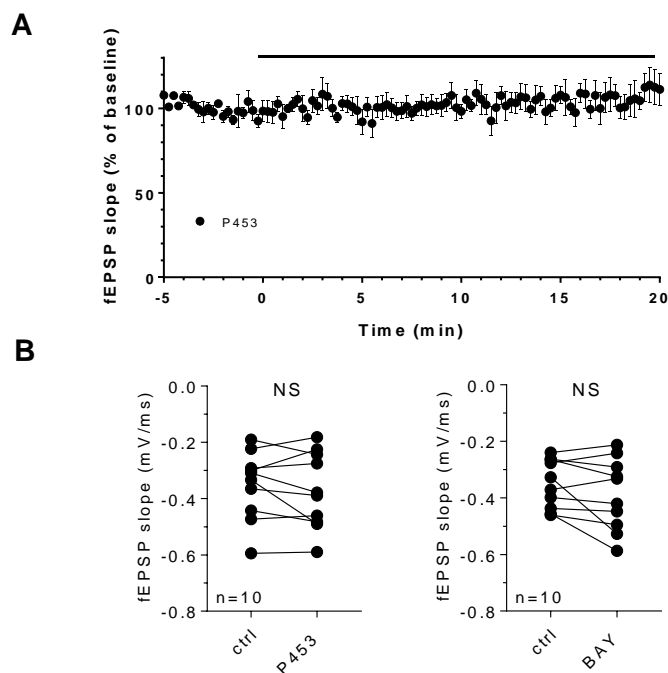 A
fEPSP slope (% of baseline)
100
50
0
P453
-5 0 5 10 15 20
Time (min)
B
fEPSP slope (mV/ms)
0.0
-0.2
-0.4
-0.6
-0.8
NS
n=10
ctrl
P453
fEPSP slope (mV/ms)
0.0
-0.2
-0.4
-0.6
-0.8
NS
n=10
ctrl
BAY